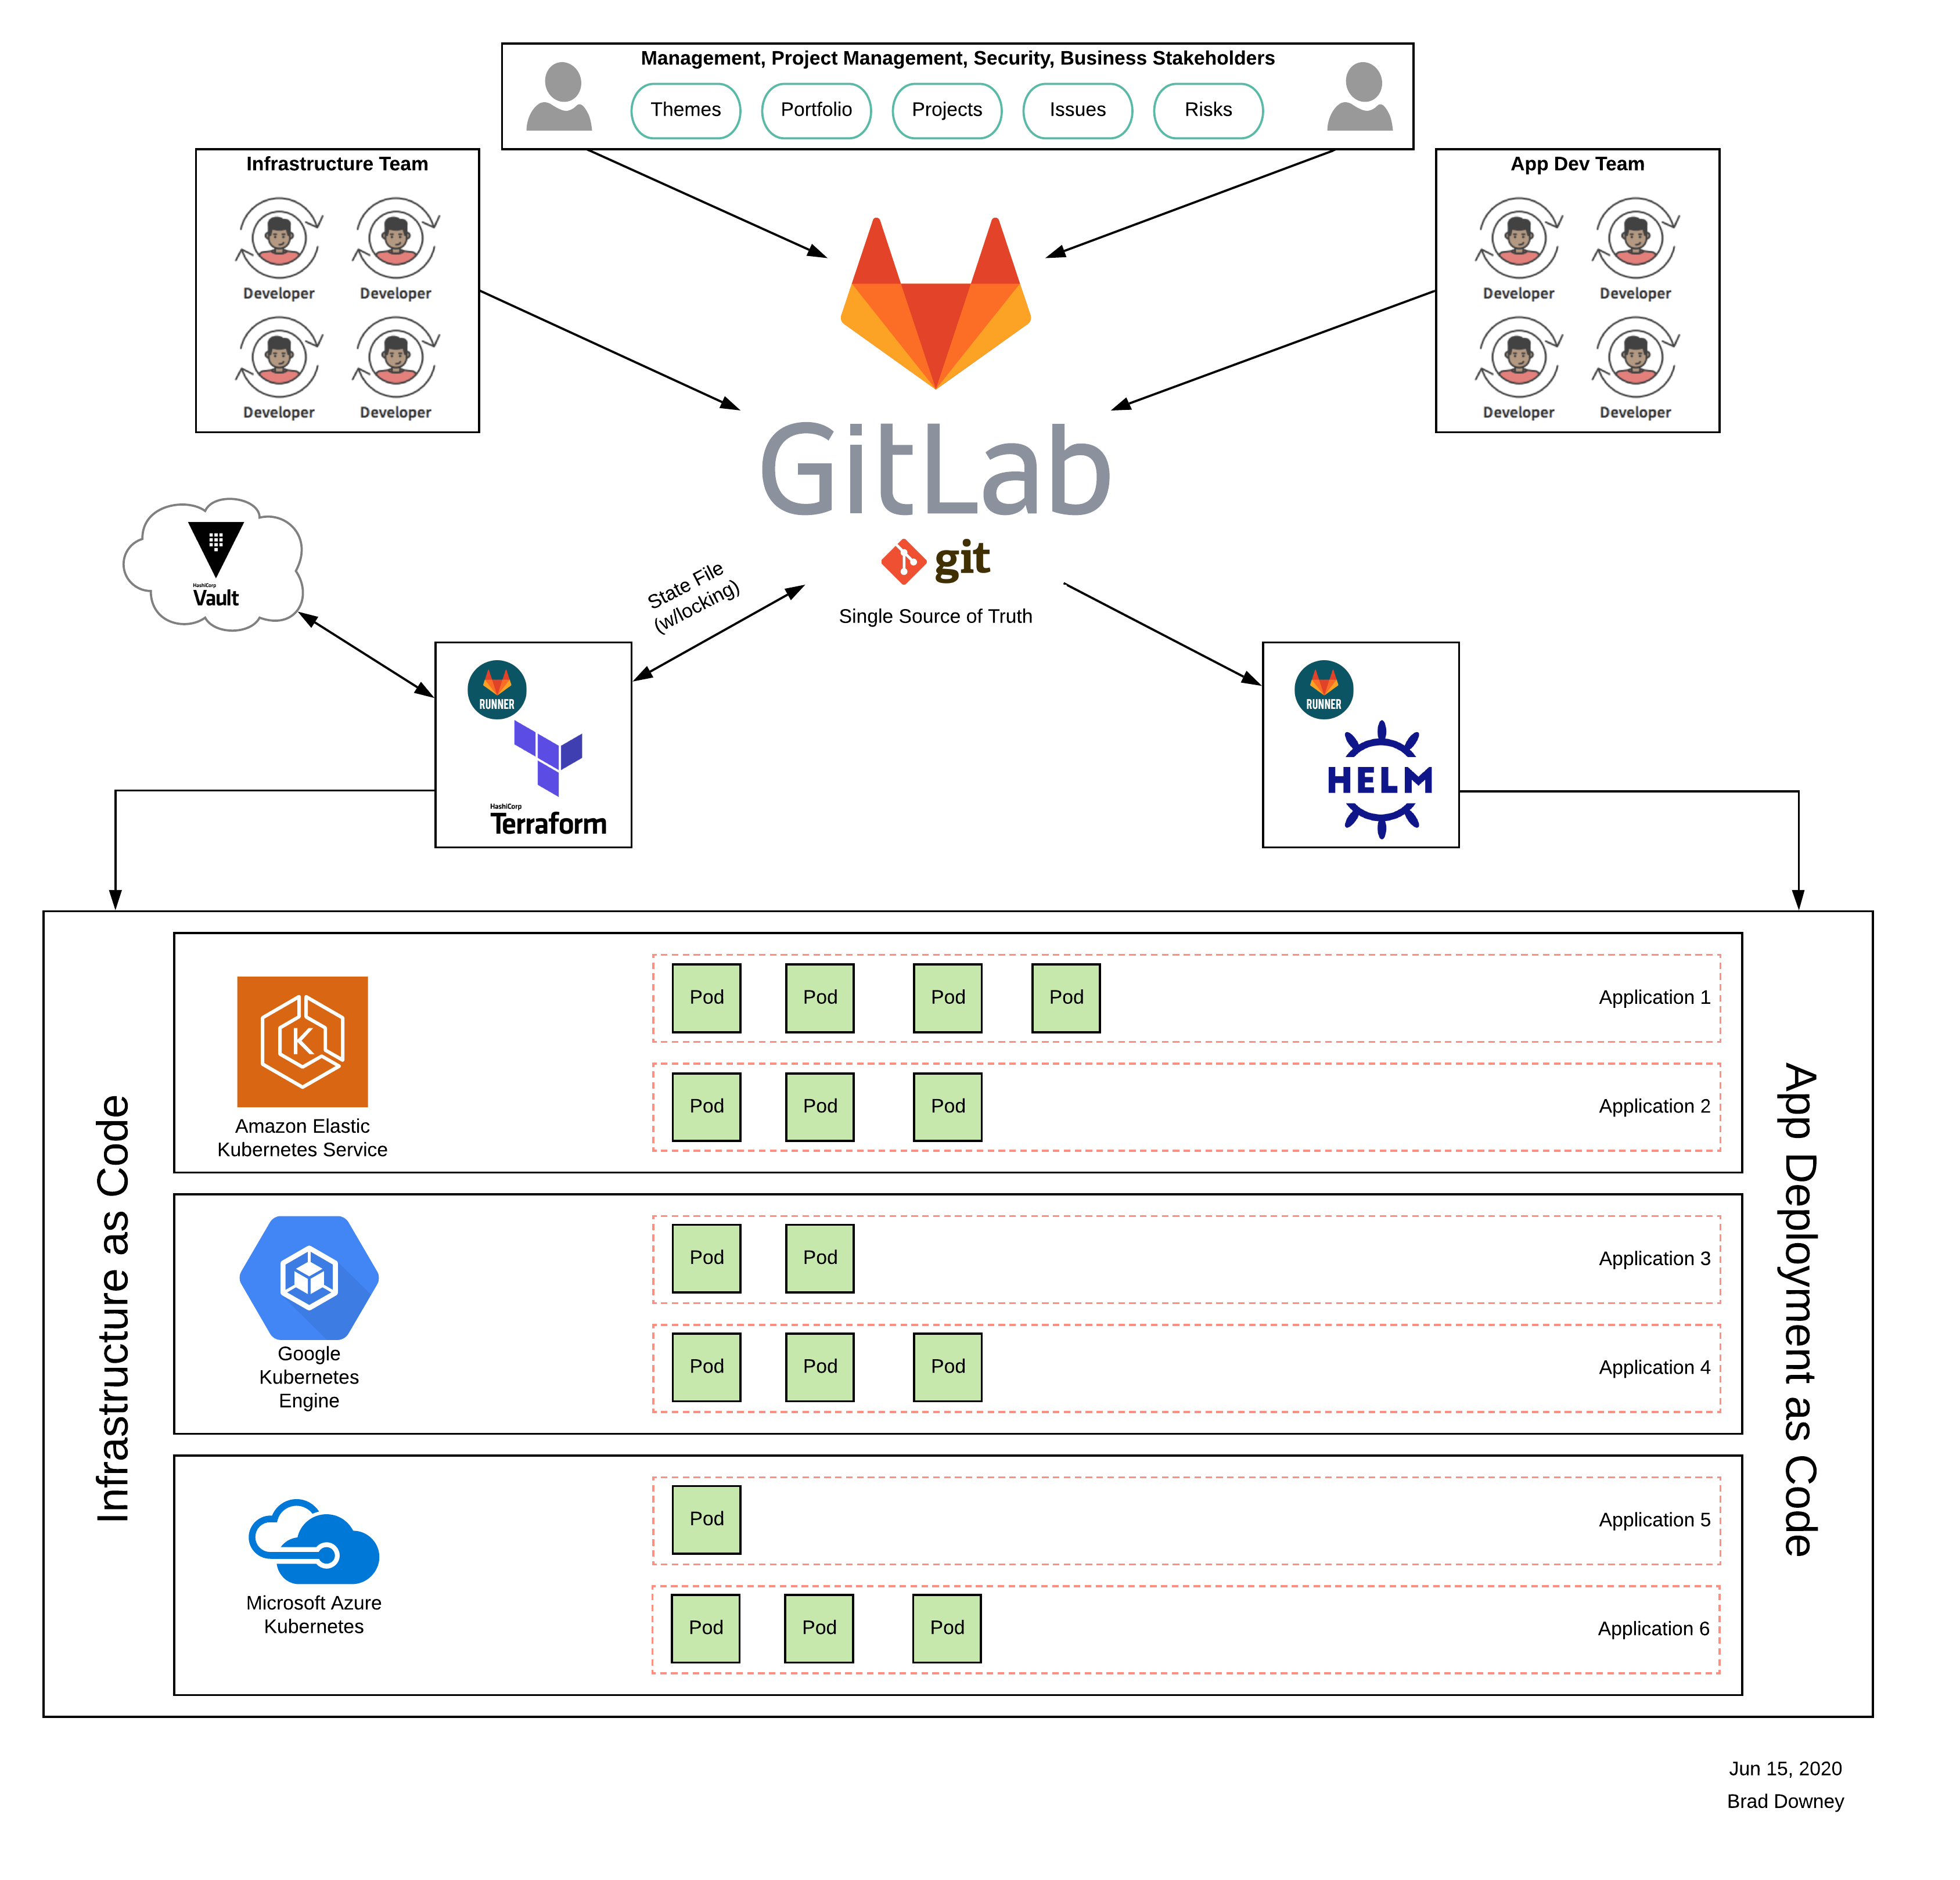 Management, Project Management, Security, Business Stakeholders
Themes
Portfolio
Projects
Issues
Risks
Infrastructure Team
Developer
Developer
Developer
Developer
App Dev Team
Developer
Developer
Developer
Developer
GitLab
git
Single Source of Truth
HashiCorp
Vault
State File
(w/locking)
RUNNER
HashiCorp
Terraform
RUNNER
HELM
Infrastructure as Code
App Deployment as Code
K
Amazon Elastic
Kubernetes Service
Pod
Pod
Pod
Pod
Application 1
Pod
Pod
Pod
Application 2
Google
Kubernetes
Engine
Pod
Pod
Application 3
Pod
Pod
Pod
Application 4
Microsoft Azure
Kubernetes
Pod
Application 5
Pod
Pod
Pod
Application 6
Jun 15, 2020
Brad Downey